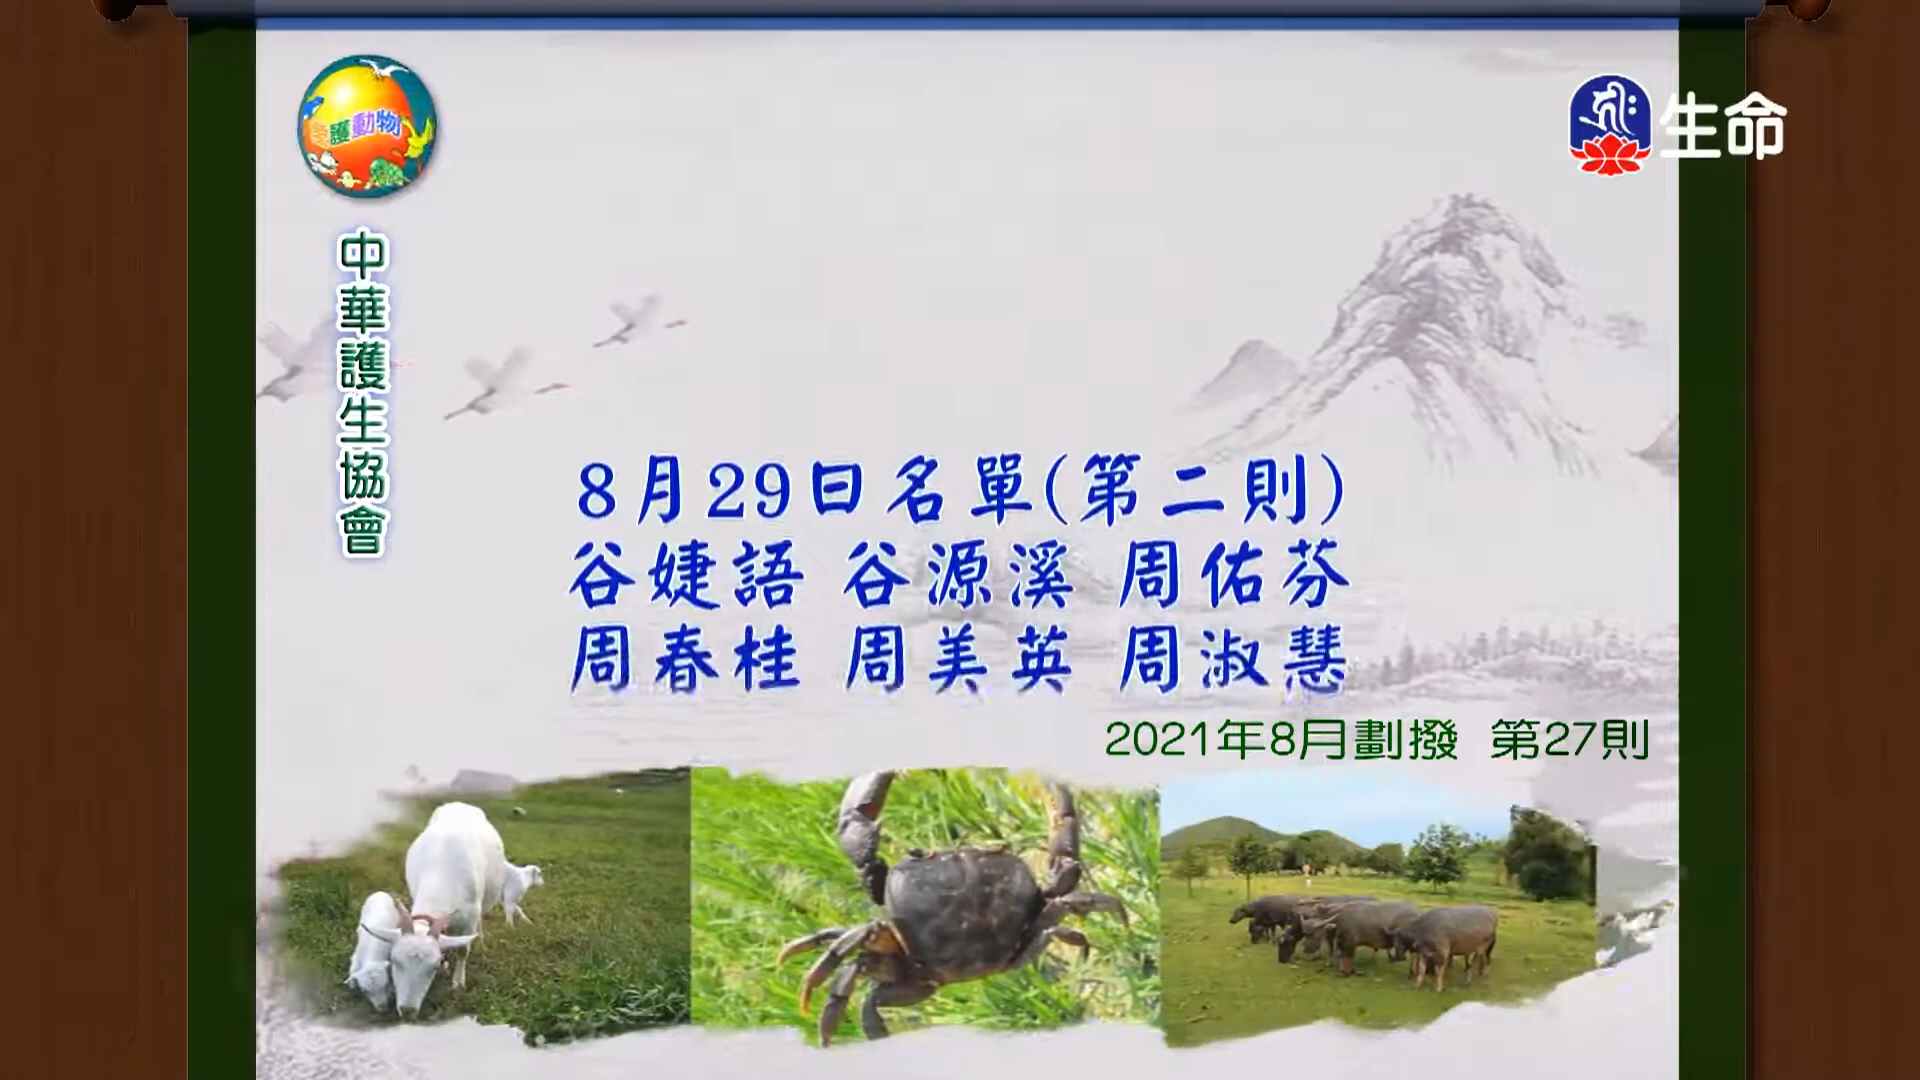 愛護動物
生命
中華護生協會
8月29日名單(第二則)
谷婕語 谷源溪 周佑芬
周春桂 周美英 周淑慧
2021年8月劃撥 第27則